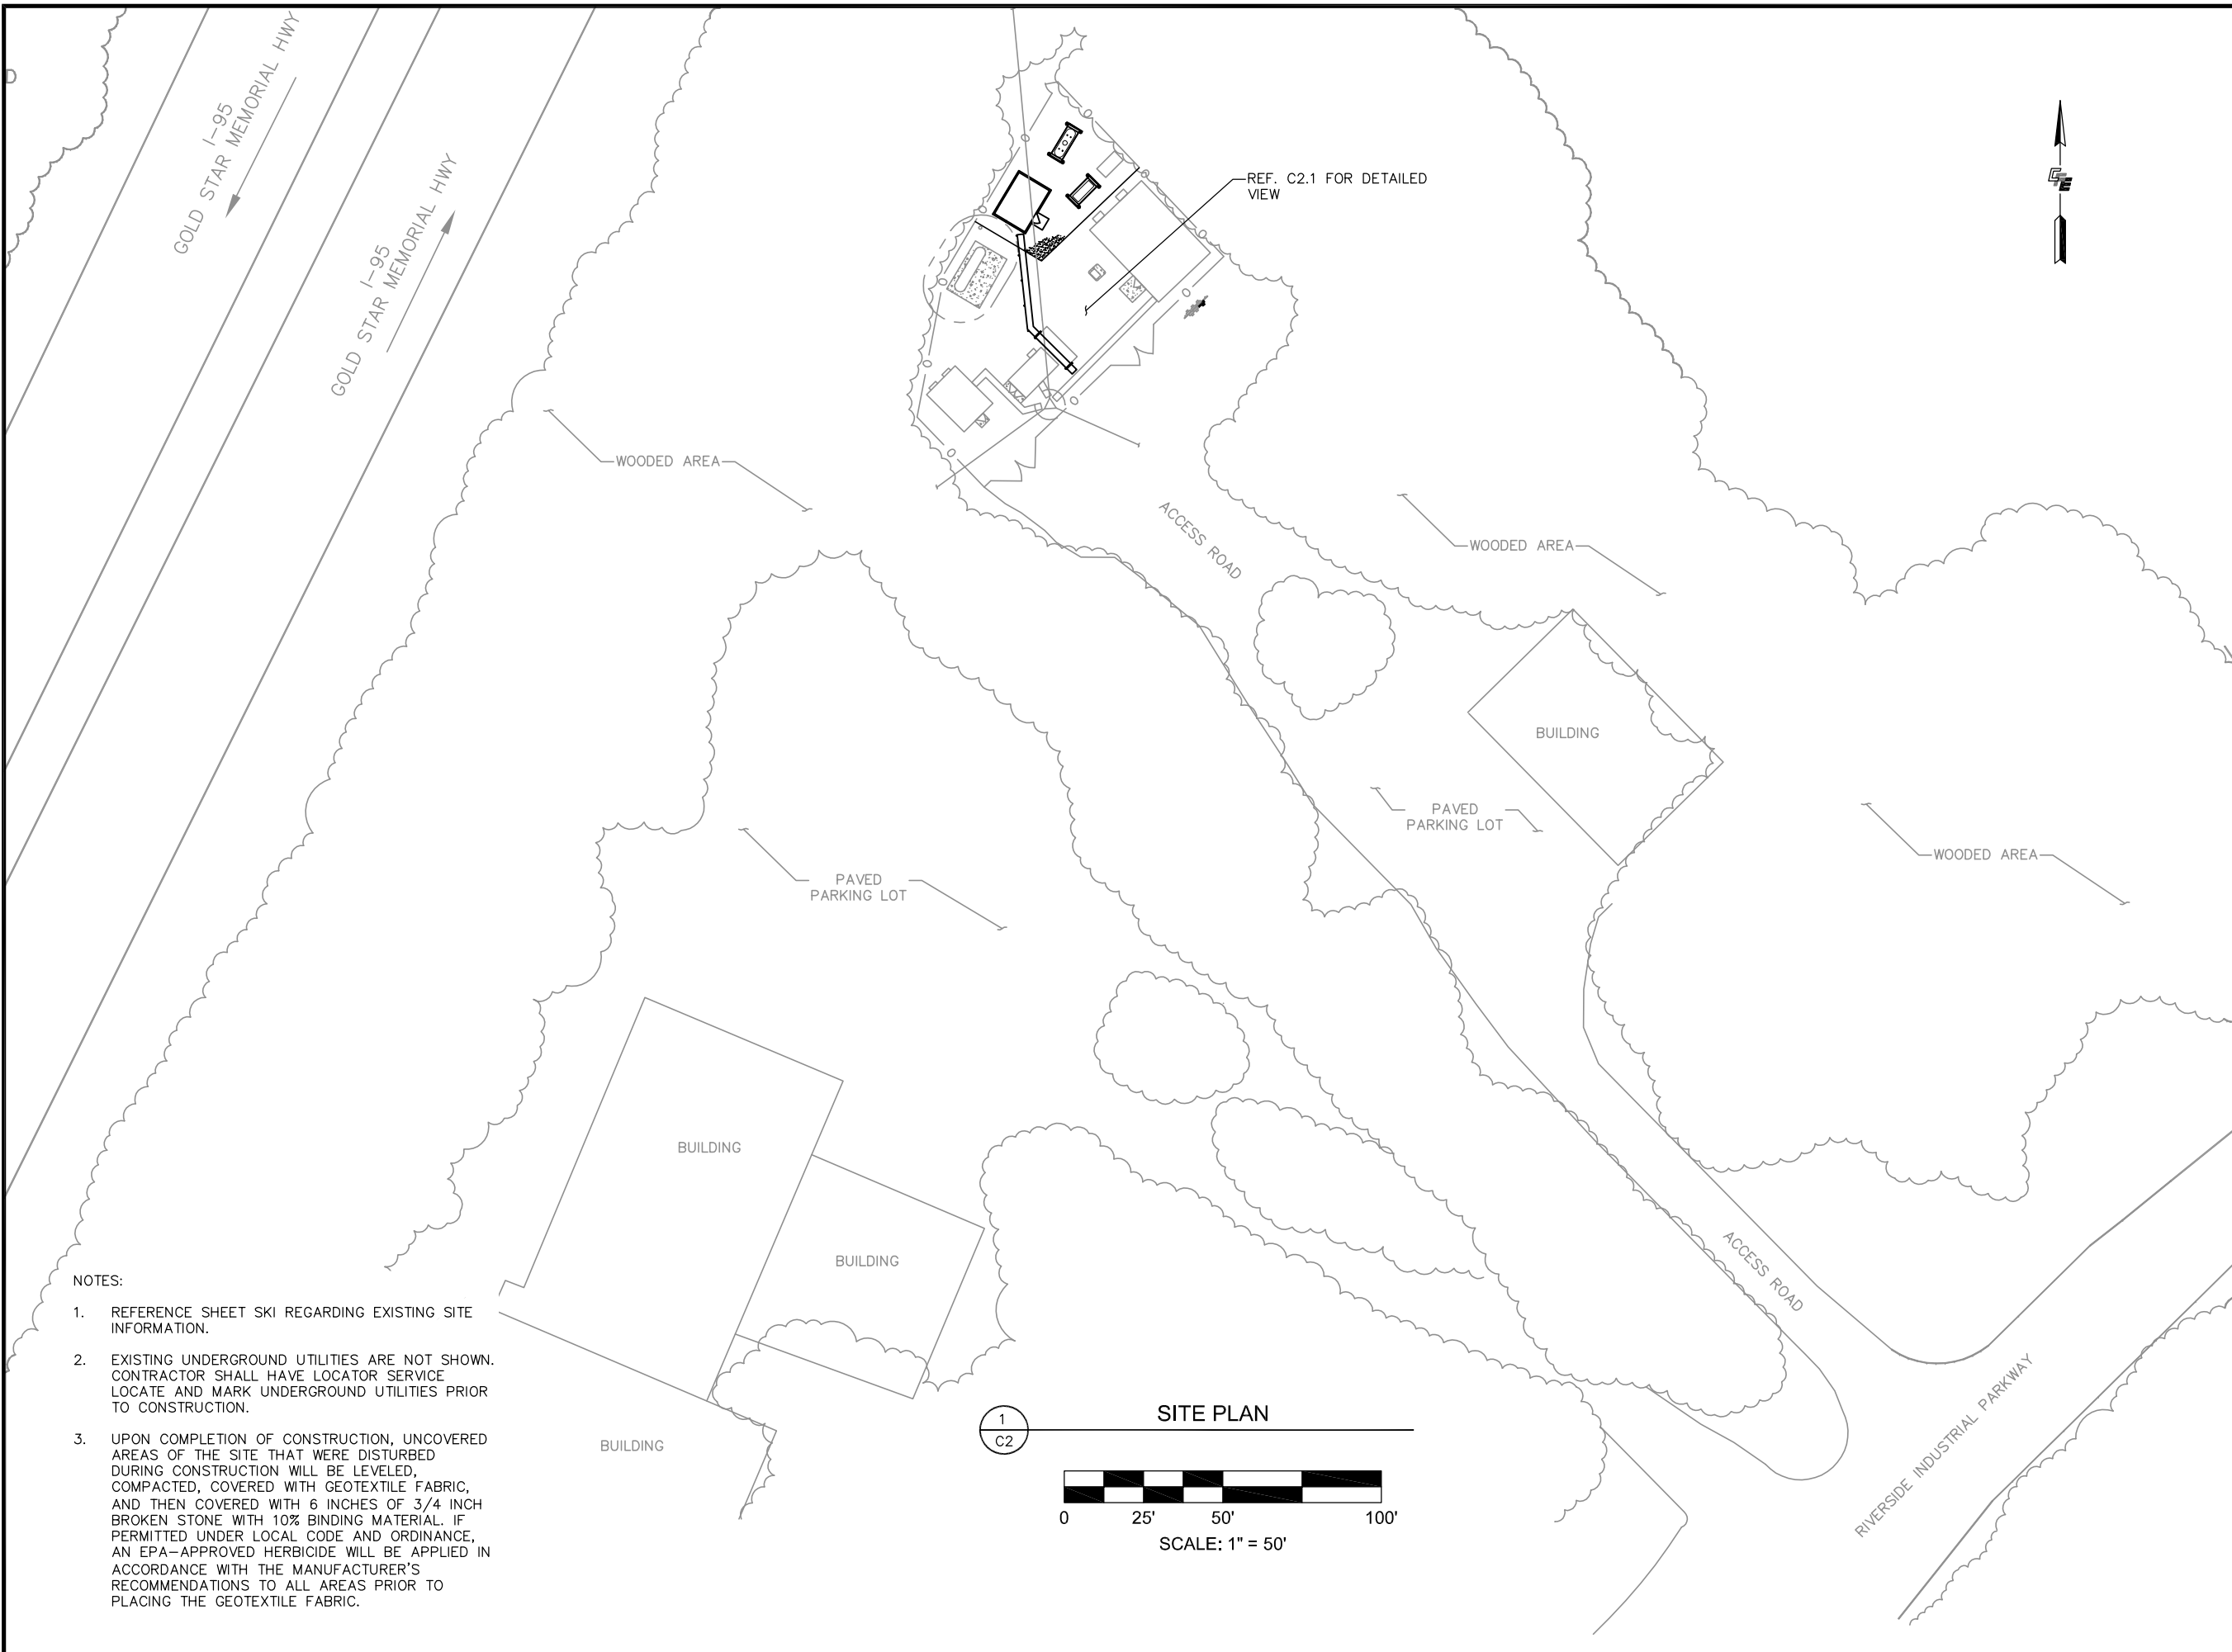 I-95
GOLD STAR MEMORIAL HWY
I-95
GOLD STAR MEMORIAL HWY
REF. C2.1 FOR DETAILED
VIEW
WOODED AREA
ACCESS ROAD
WOODED AREA
BUILDING
PAVED
PARKING LOT
WOODED AREA
PAVED
PARKING LOT
BUILDING
BUILDING
ACCESS ROAD
NOTES:
1. REFERENCE SHEET SKI REGARDING EXISTING SITE
INFORMATION.
2. EXISTING UNDERGROUND UTILITIES ARE NOT SHOWN.
CONTRACTOR SHALL HAVE LOCATOR SERVICE
LOCATE AND MARK UNDERGROUND UTILITIES PRIOR
TO CONSTRUCTION.
3. UPON COMPLETION OF CONSTRUCTION, UNCOVERED
AREAS OF THE SITE THAT WERE DISTURBED
DURING CONSTRUCTION WILL BE LEVELED,
COMPACTED, COVERED WITH GEOTEXTILE FABRIC,
AND THEN COVERED WITH 6 INCHES OF 3/4 INCH
BROKEN STONE WITH 10% BINDING MATERIAL. IF
PERMITTED UNDER LOCAL CODE AND ORDINANCE,
AN EPA-APPROVED HERBICIDE WILL BE APPLIED IN
ACCORDANCE WITH THE MANUFACTURER'S
RECOMMENDATIONS TO ALL AREAS PRIOR TO
PLACING THE GEOTEXTILE FABRIC.
BUILDING
1
C2
SITE PLAN
0 25' 50' 100'
SCALE: 1" = 50'
RIVERSIDE INDUSTRIAL PARKWAY